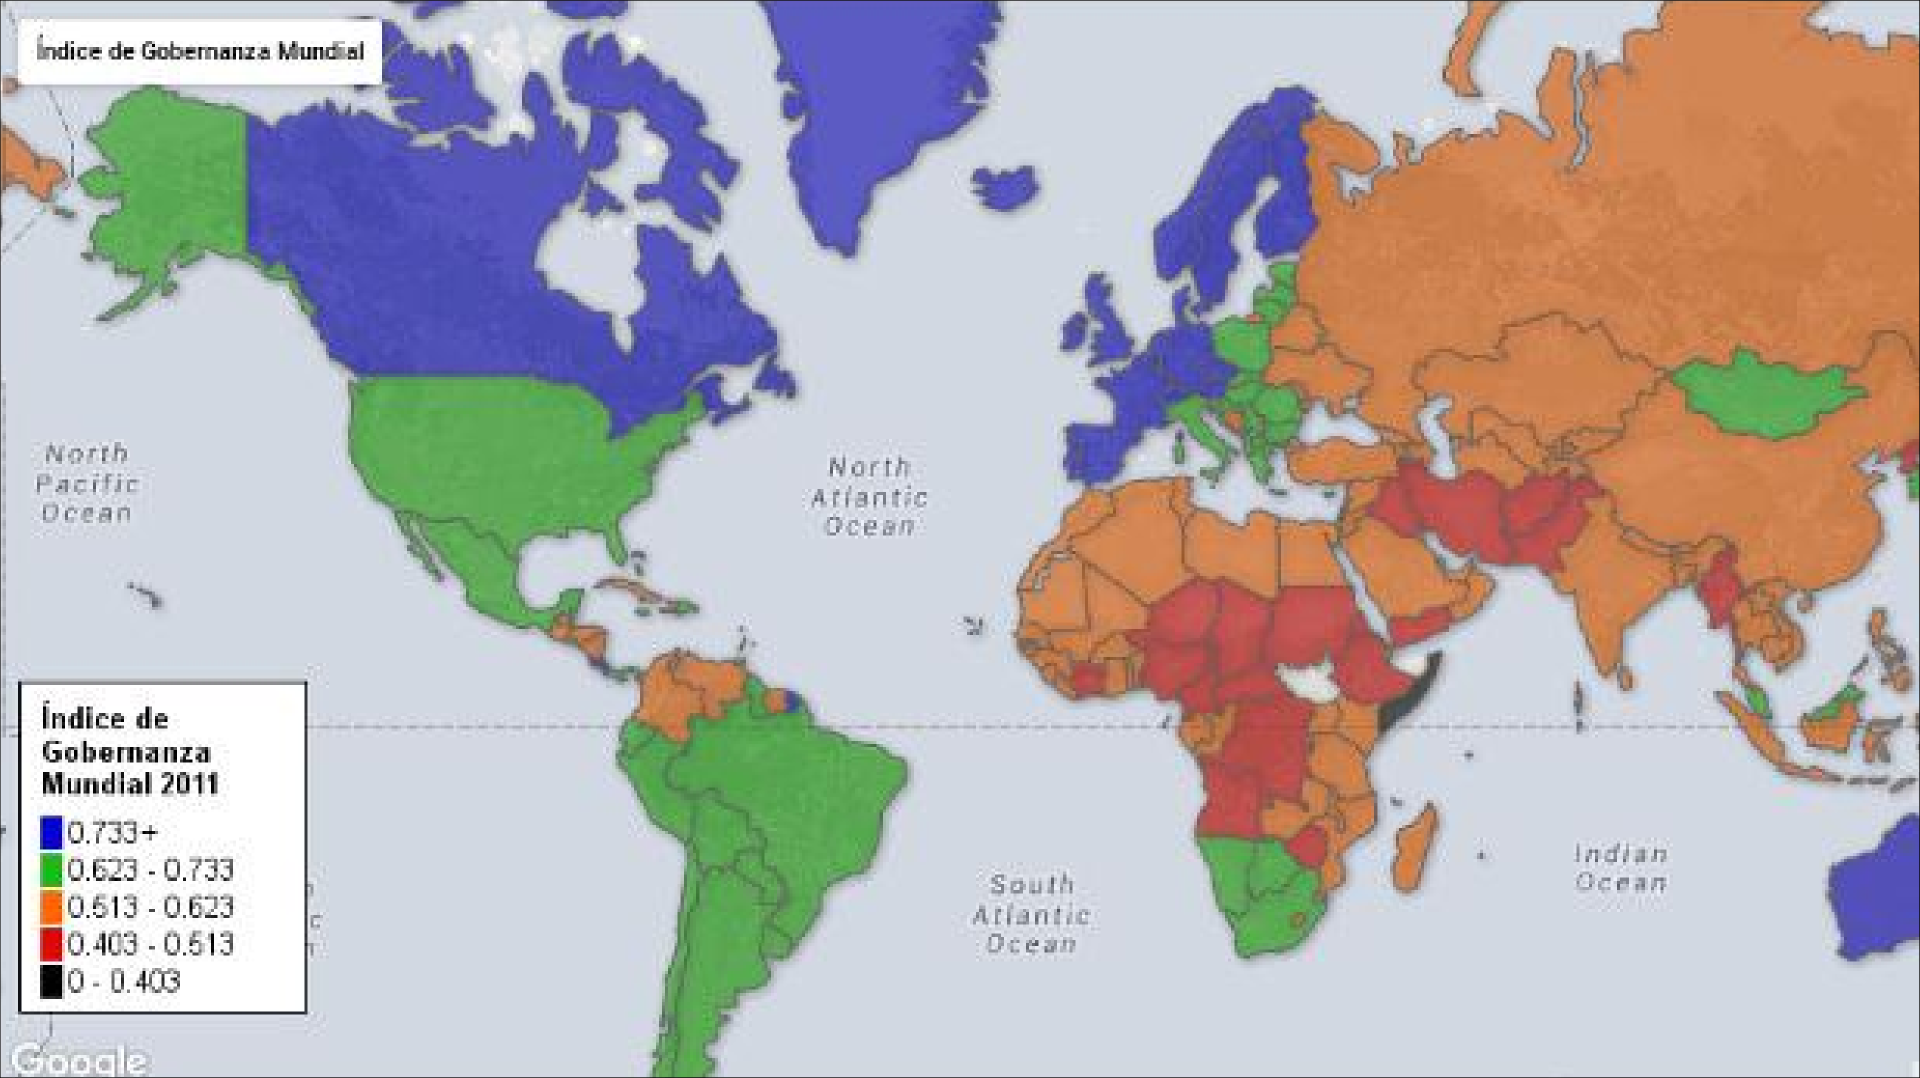 Índice de Gobernanza Mundial
North
Pacific
Ocean
North
Atlantic
Ocean
South
Atlantic
Ocean
Indian
Ocean
Índice de
Gobernanza
Mundial 2011
0.733+
0.623 - 0.733
0.513 - 0.623
0.403 - 0.513
0 - 0.403
Google